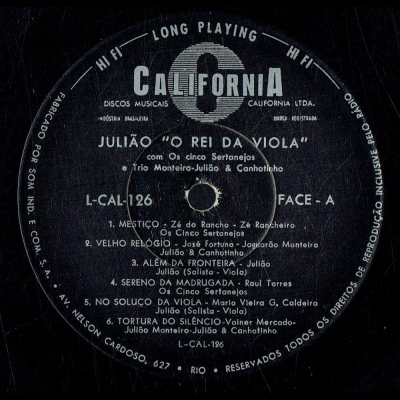 LONG PLAYING
HI FI
HI FI
CALIFORNIA
DISCOS MUSICAIS
CALIFORNIA LTDA.
INDÚSTRIA BRASILEIRA
MARCA REGISTRADA
JULIÃO "O REI DA VIOLA"
com Os cinco Sertanejos
e Trio Monteiro-Julião & Canhotinho
L-CAL-126
FACE - A
1. MESTIÇO - Zé do Rancho - Zé Rancheiro
Os Cinco Sertanejos
2. VELHO RELÓGIO - José Fortuna - Jaguarão Monteiro
Julião & Canhotinho
3. ALÉM DA FRONTEIRA - Julião
Julião (Solista - Viola)
4. SERENO DA MADRUGADA - Raul Torres
Os Cinco Sertanejos
5. NO SOLUÇO DA VIOLA - Mario Vieira G, Caldeira
Julião (Solista - Viola)
6. TORTURA DO SILÊNCIO - Vainer Mercado-
Julião Monteiro-Julião & Canhotinho
L-CAL-126
FABRICADO POR SOM IND. E COM. S.A. • AV. NELSON CARDOSO, 627 • RIO • RESERVADOS TODOS OS DIREITOS DE REPRODUÇÃO INCLUSIVE PELO RÁDIO